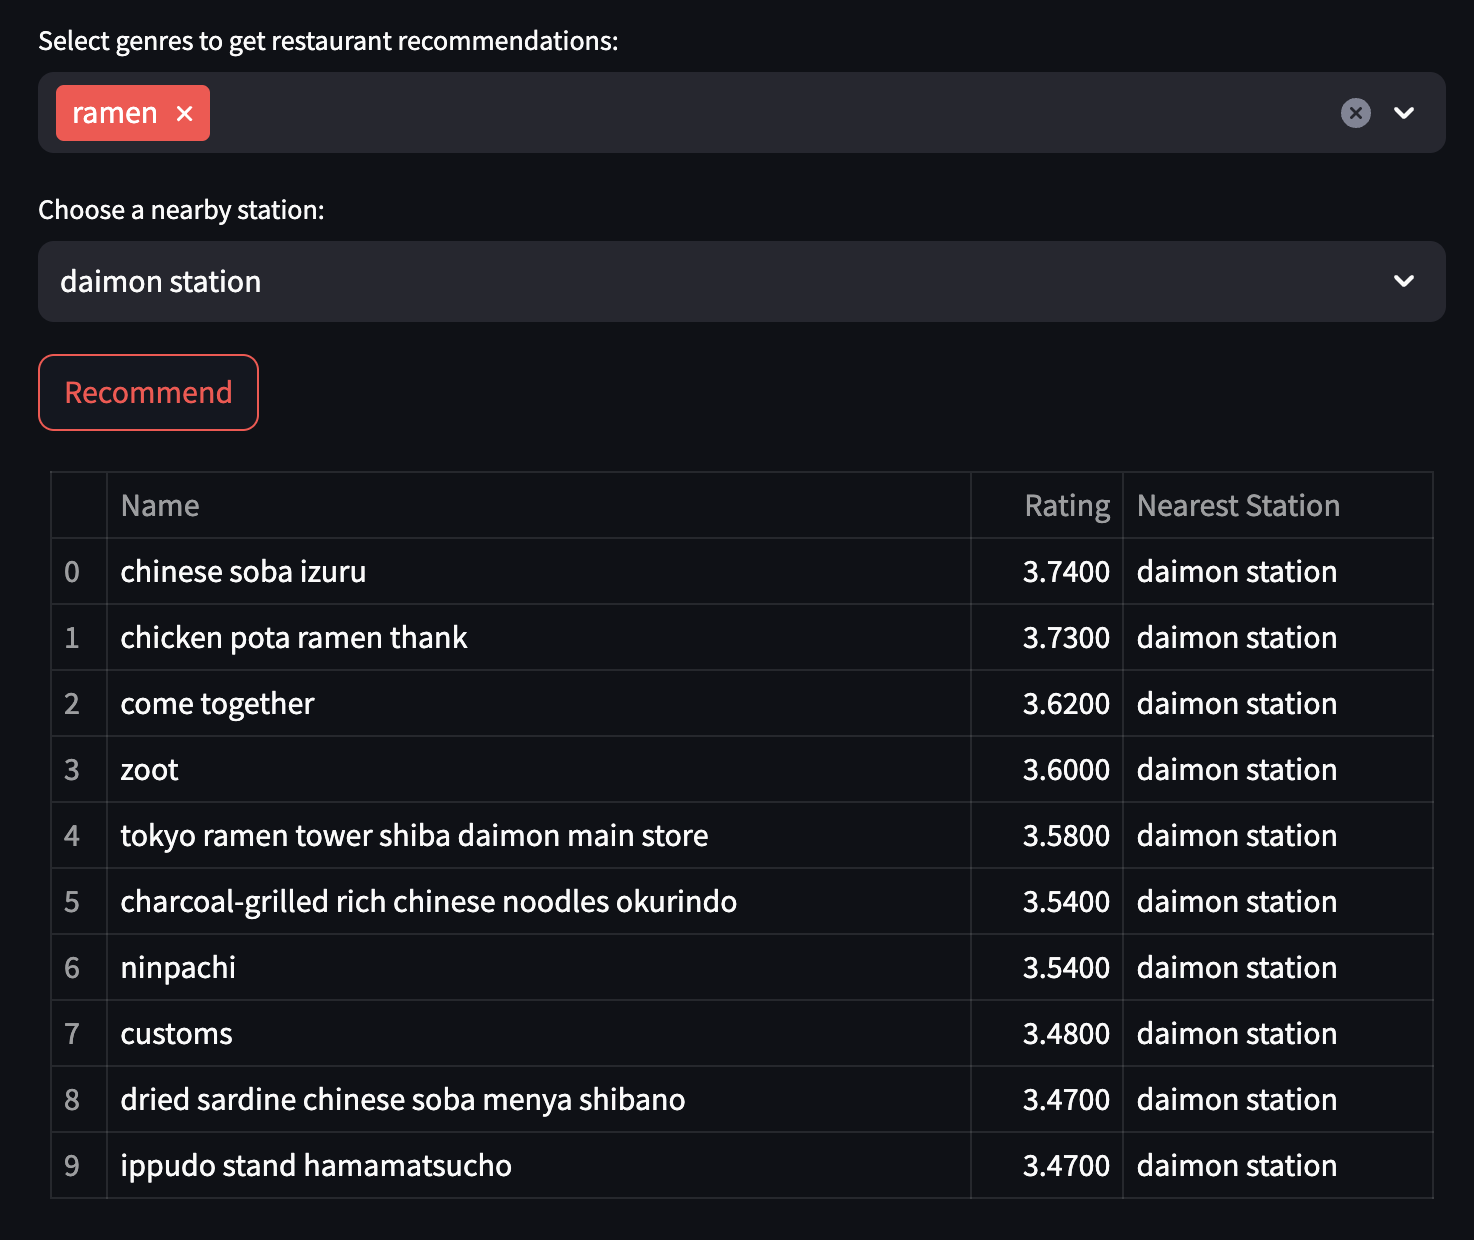 Select genres to get restaurant recommendations:
ramen
Choose a nearby station:
daimon station
Recommend
Name Rating Nearest Station
0 chinese soba izuru 3.7400 daimon station
1 chicken pota ramen thank 3.7300 daimon station
2 come together 3.6200 daimon station
3 zoot 3.6000 daimon station
4 tokyo ramen tower shiba daimon main store 3.5800 daimon station
5 charcoal-grilled rich chinese noodles okurindo 3.5400 daimon station
6 ninpachi 3.5400 daimon station
7 customs 3.4800 daimon station
8 dried sardine chinese soba menya shibano 3.4700 daimon station
9 ippudo stand hamamatsucho 3.4700 daimon station